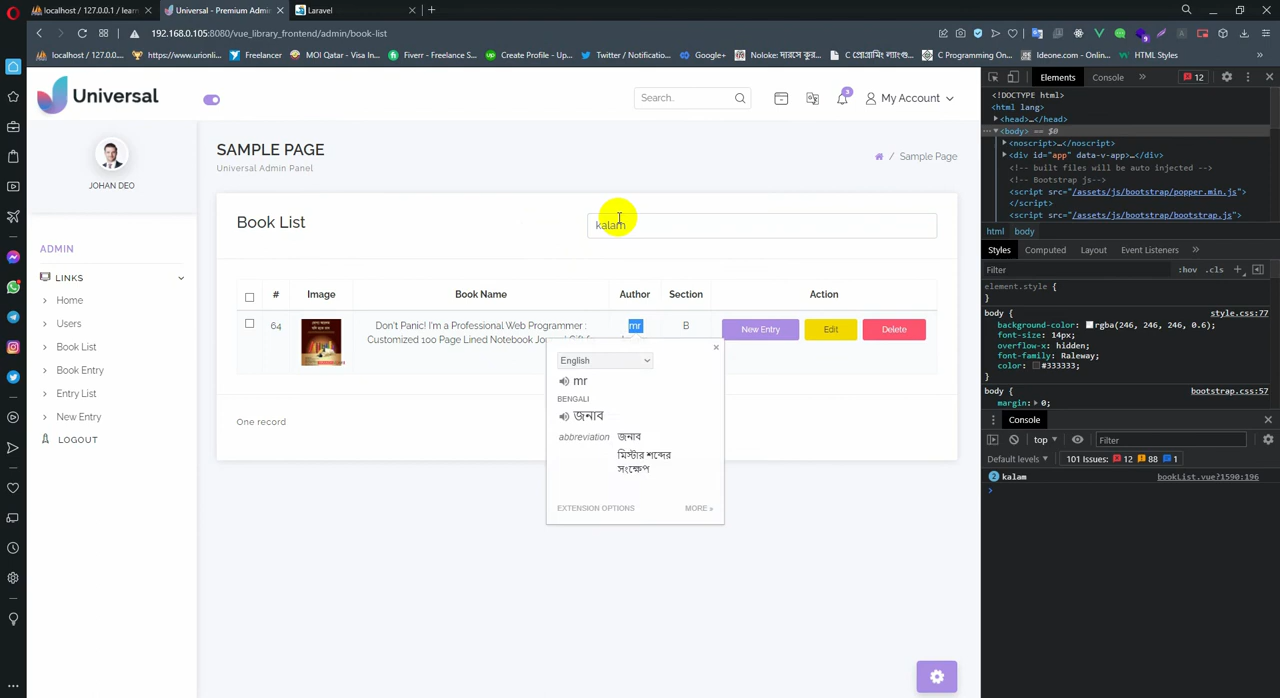 localhost / 127.0.0.1 / learn
Universal - Premium Admi
Laravel
192.168.0.105:8080/vue_library_frontend/admin/book-list
localhost / 127.0.0....
https://www.urionli...
Freelancer
MOI Qatar - Visa In...
Fiverr - Freelance S...
Create Profile - Up...
Twitter / Notificatio...
Google+
C প্রোগ্রামিং ল্যাংগু...
C Programming On...
Ideone.com - Onlin...
HTML Styles
Universal
Search..
3
My Account
JOHAN DEO
ADMIN
LINKS
Home
Users
Book List
Book Entry
Entry List
New Entry
LOGOUT
SAMPLE PAGE
Universal Admin Panel
/ Sample Page
Book List
kalam
# Image Book Name Author Section Action
64
Don't Panic! I'm a Professional Web Programmer :
Customized 100 Page Lined Notebook
mr
B
New Entry
Edit
Delete
One record
English
mr
BENGALI
জনাব
abbreviation
জনাব
মিস্টার শব্দের
সংক্ষেপ
EXTENSION OPTIONS
MORE »
Elements
Console
»
12
<!DOCTYPE html>
<html lang>
<head>…</head>
<body> == $0
<noscript>…</noscript>
<div id="app" data-v-app>…</div>
<!-- built files will be auto injected -->
<!-- Bootstrap js-->
<script src="/assets/js/bootstrap/popper.min.js">
</script>
<script src="/assets/js/bootstrap/bootstrap.js">
html body
Styles Computed Layout Event Listeners »
Filter
:hov .cls +
element.style {
}
body { style.css:77
background-color: rgba(246, 246, 246, 0.6);
font-size: 14px;
overflow-x: hidden;
font-family: Raleway;
color: #333333;
}
body { bootstrap.css:57
margin: 0;
Console
top
Filter
Default levels
101 Issues: 12 88 1
2 kalam
bookList.vue?1590:196